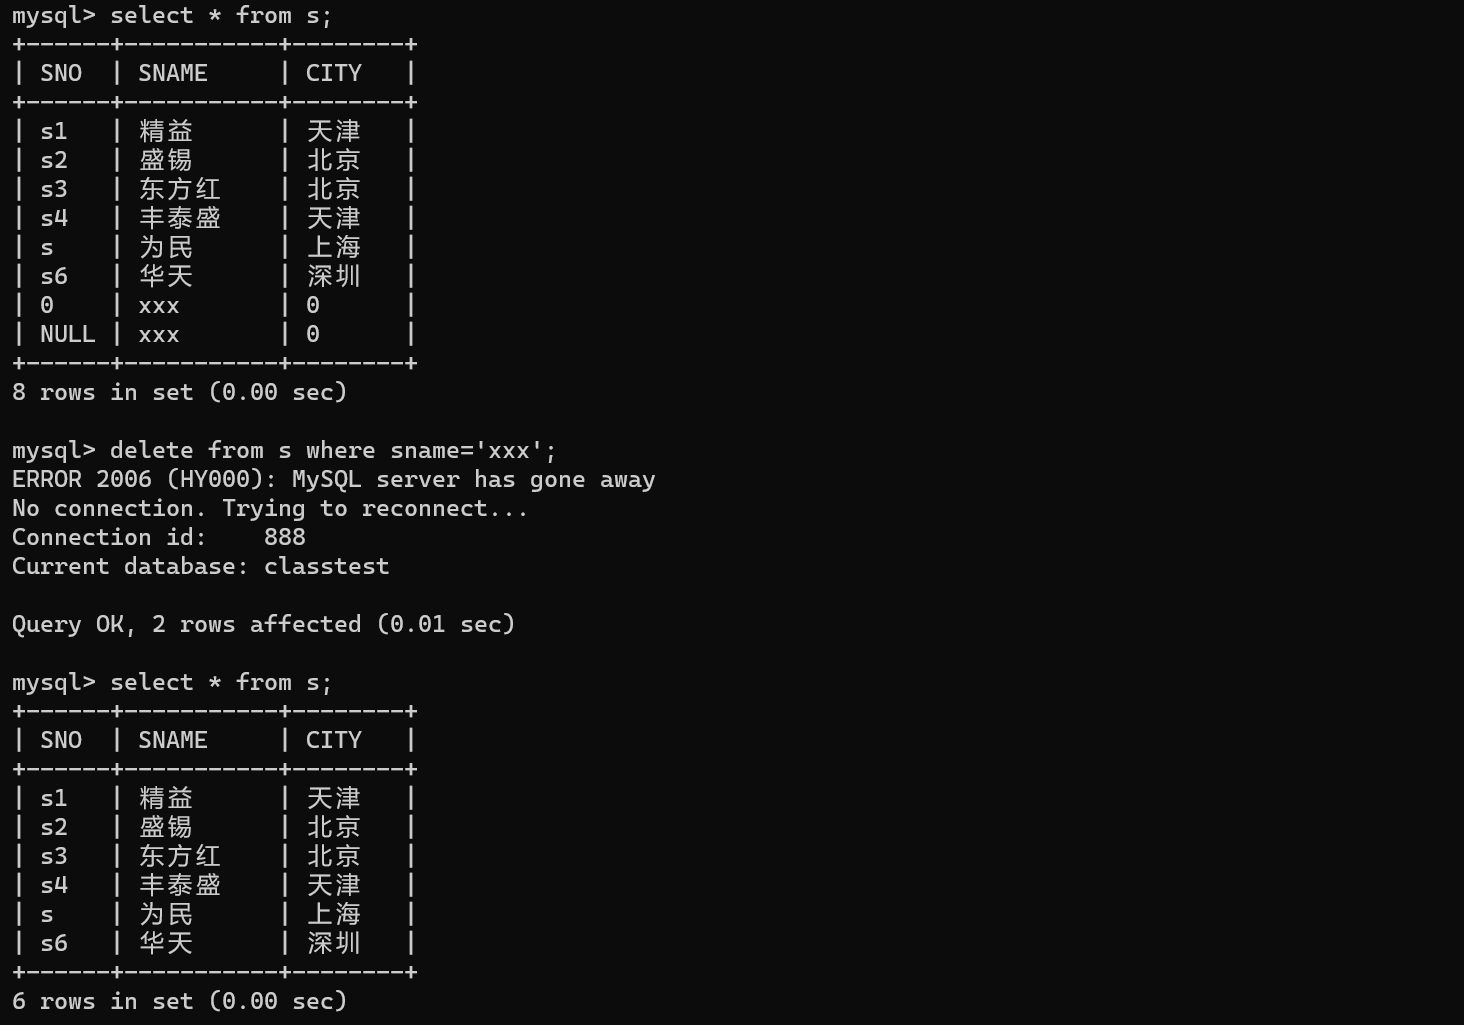 mysql> select * from s;
+------+-----------+--------+
| SNO  | SNAME     | CITY   |
+------+-----------+--------+
| s1   | 精益      | 天津   |
| s2   | 盛锡      | 北京   |
| s3   | 东方红    | 北京   |
| s4   | 丰泰盛    | 天津   |
| s    | 为民      | 上海   |
| s6   | 华天      | 深圳   |
| 0    | xxx       | 0      |
| NULL | xxx       | 0      |
+------+-----------+--------+
8 rows in set (0.00 sec)

mysql> delete from s where sname='xxx';
ERROR 2006 (HY000): MySQL server has gone away
No connection. Trying to reconnect...
Connection id:    888
Current database: classtest

Query OK, 2 rows affected (0.01 sec)

mysql> select * from s;
+------+-----------+--------+
| SNO  | SNAME     | CITY   |
+------+-----------+--------+
| s1   | 精益      | 天津   |
| s2   | 盛锡      | 北京   |
| s3   | 东方红    | 北京   |
| s4   | 丰泰盛    | 天津   |
| s    | 为民      | 上海   |
| s6   | 华天      | 深圳   |
+------+-----------+--------+
6 rows in set (0.00 sec)